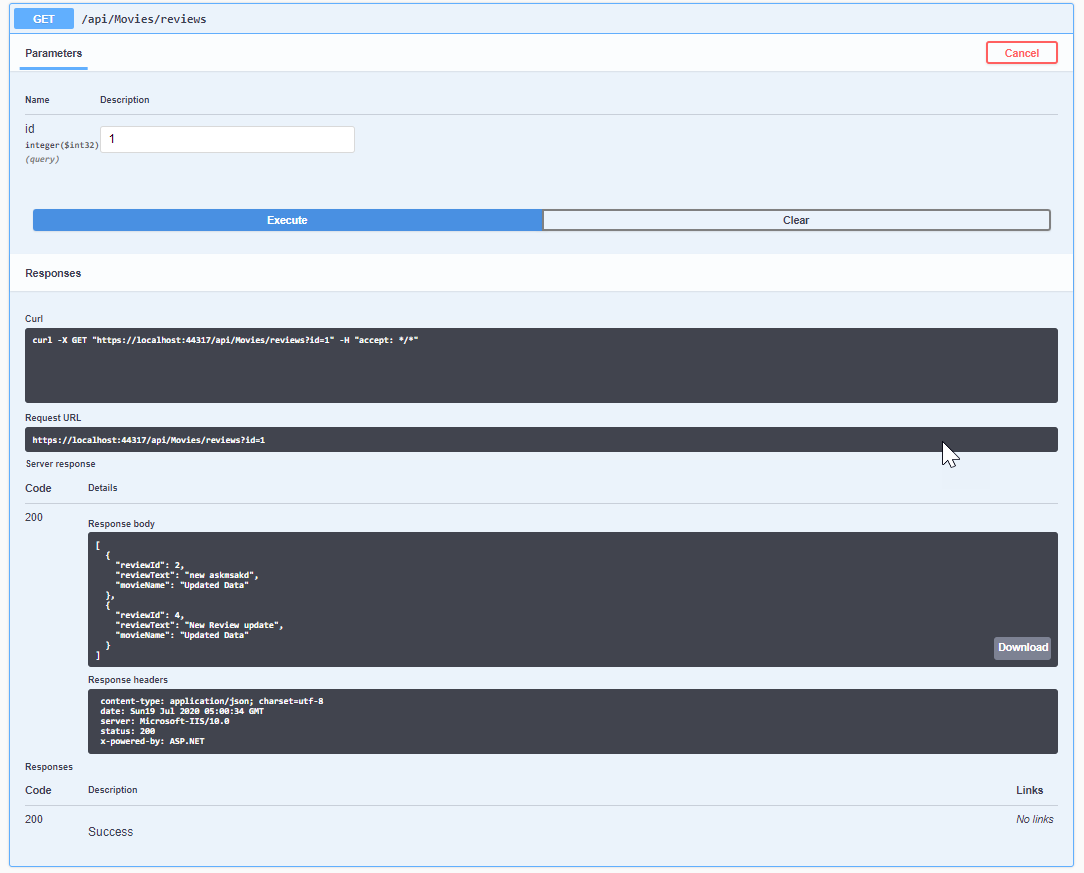 GET /api/Movies/reviews
Parameters
Cancel
Name Description
id
integer($int32)
(query)
1
Execute Clear
Responses
Curl
curl -X GET "https://localhost:44317/api/Movies/reviews?id=1" -H "accept: */*"
Request URL
https://localhost:44317/api/Movies/reviews?id=1
Server response
Code Details
200
Response body
[
  {
    "reviewId": 2,
    "reviewText": "new askmsakd",
    "movieName": "Updated Data"
  },
  {
    "reviewId": 4,
    "reviewText": "New Review update",
    "movieName": "Updated Data"
  }
]
Download
Response headers
content-type: application/json; charset=utf-8
date: Sun19 Jul 2020 05:00:34 GMT
server: Microsoft-IIS/10.0
status: 200
x-powered-by: ASP.NET
Responses
Code Description Links
200
Success
No links